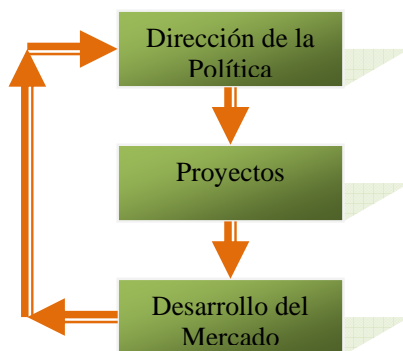 Dirección de la
Política
Proyectos
Desarrollo del
Mercado